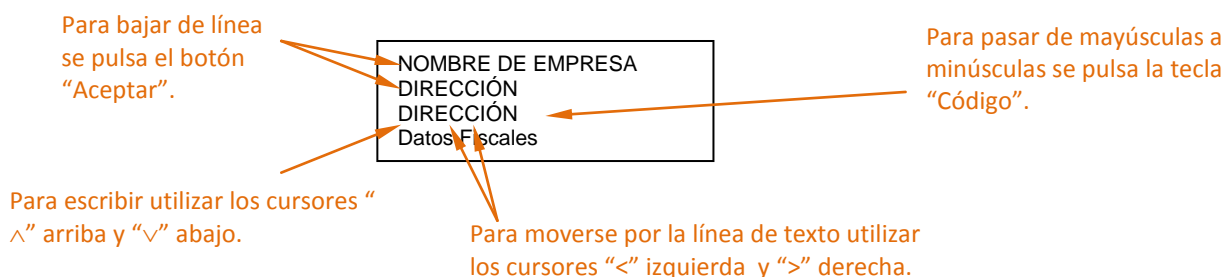 Para bajar de línea
se pulsa el botón
“Aceptar”.
NOMBRE DE EMPRESA
DIRECCIÓN
DIRECCIÓN
Datos Fiscales
Para pasar de mayúsculas a
minúsculas se pulsa la tecla
“Código”.
Para escribir utilizar los cursores “
∧” arriba y “∨” abajo.
Para moverse por la línea de texto utilizar
los cursores “<” izquierda y “>” derecha.